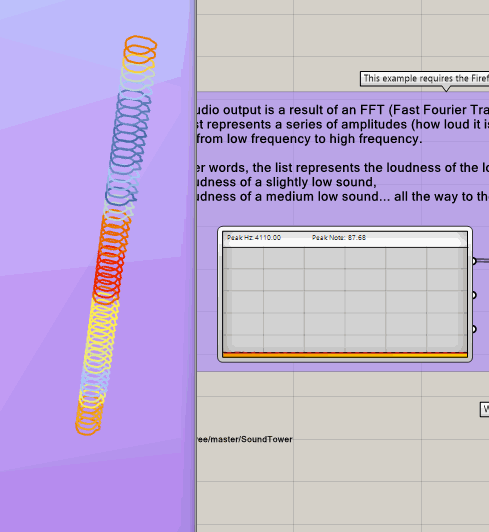 This example requires the Firef
udio output is a result of an FFT (Fast Fourier Tra
st represents a series of amplitudes (how loud it is
from low frequency to high frequency.
er words, the list represents the loudness of the lo
udness of a slightly low sound,
udness of a medium low sound... all the way to the
Peak Hz: 4110.00 Peak Note: 87.68
W
ree/master/SoundTower